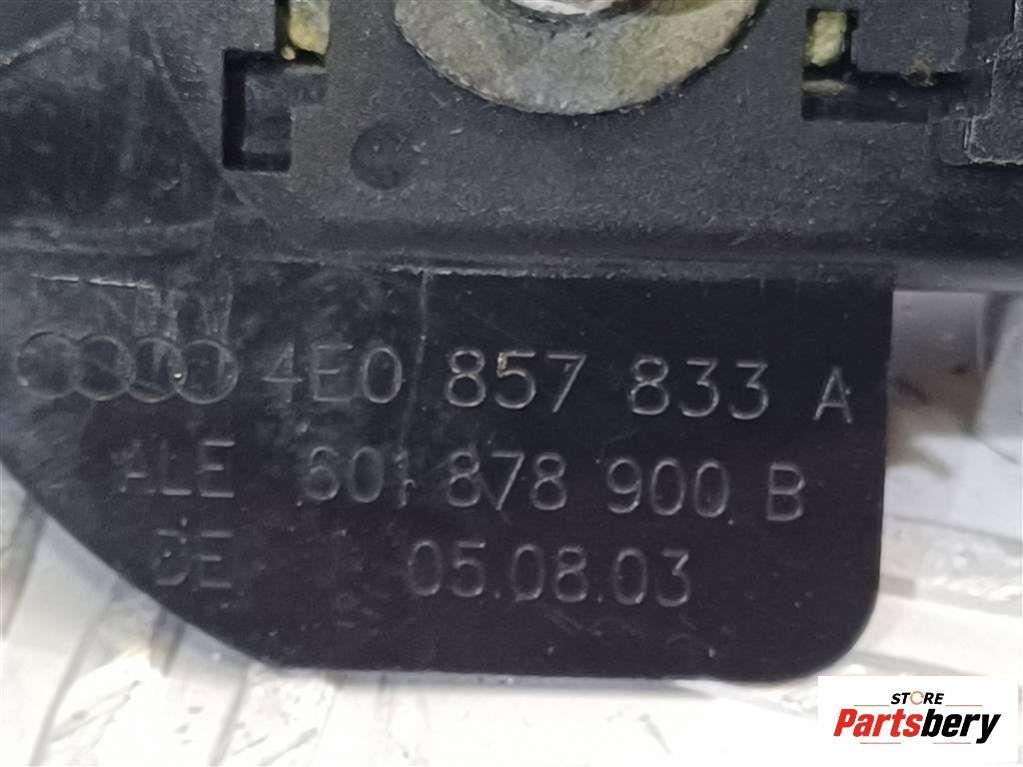 4E0 857 833 A
ALE 601 878 900 B
DE 05.08.03
STORE
Partsbery